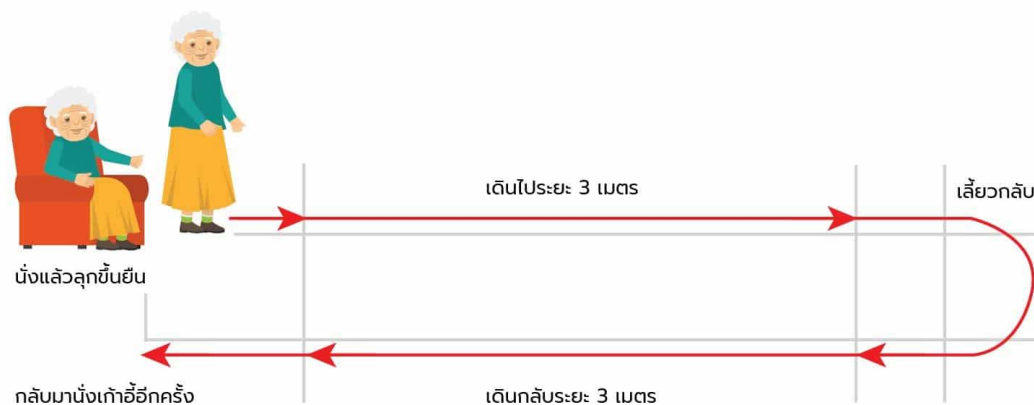 เดินไประยะ 3 เมตร
เลี้ยวกลับ
นั่งแล้วลุกขึ้นยืน
กลับมานั่งเก้าอี้อีกครั้ง
เดินกลับระยะ 3 เมตร